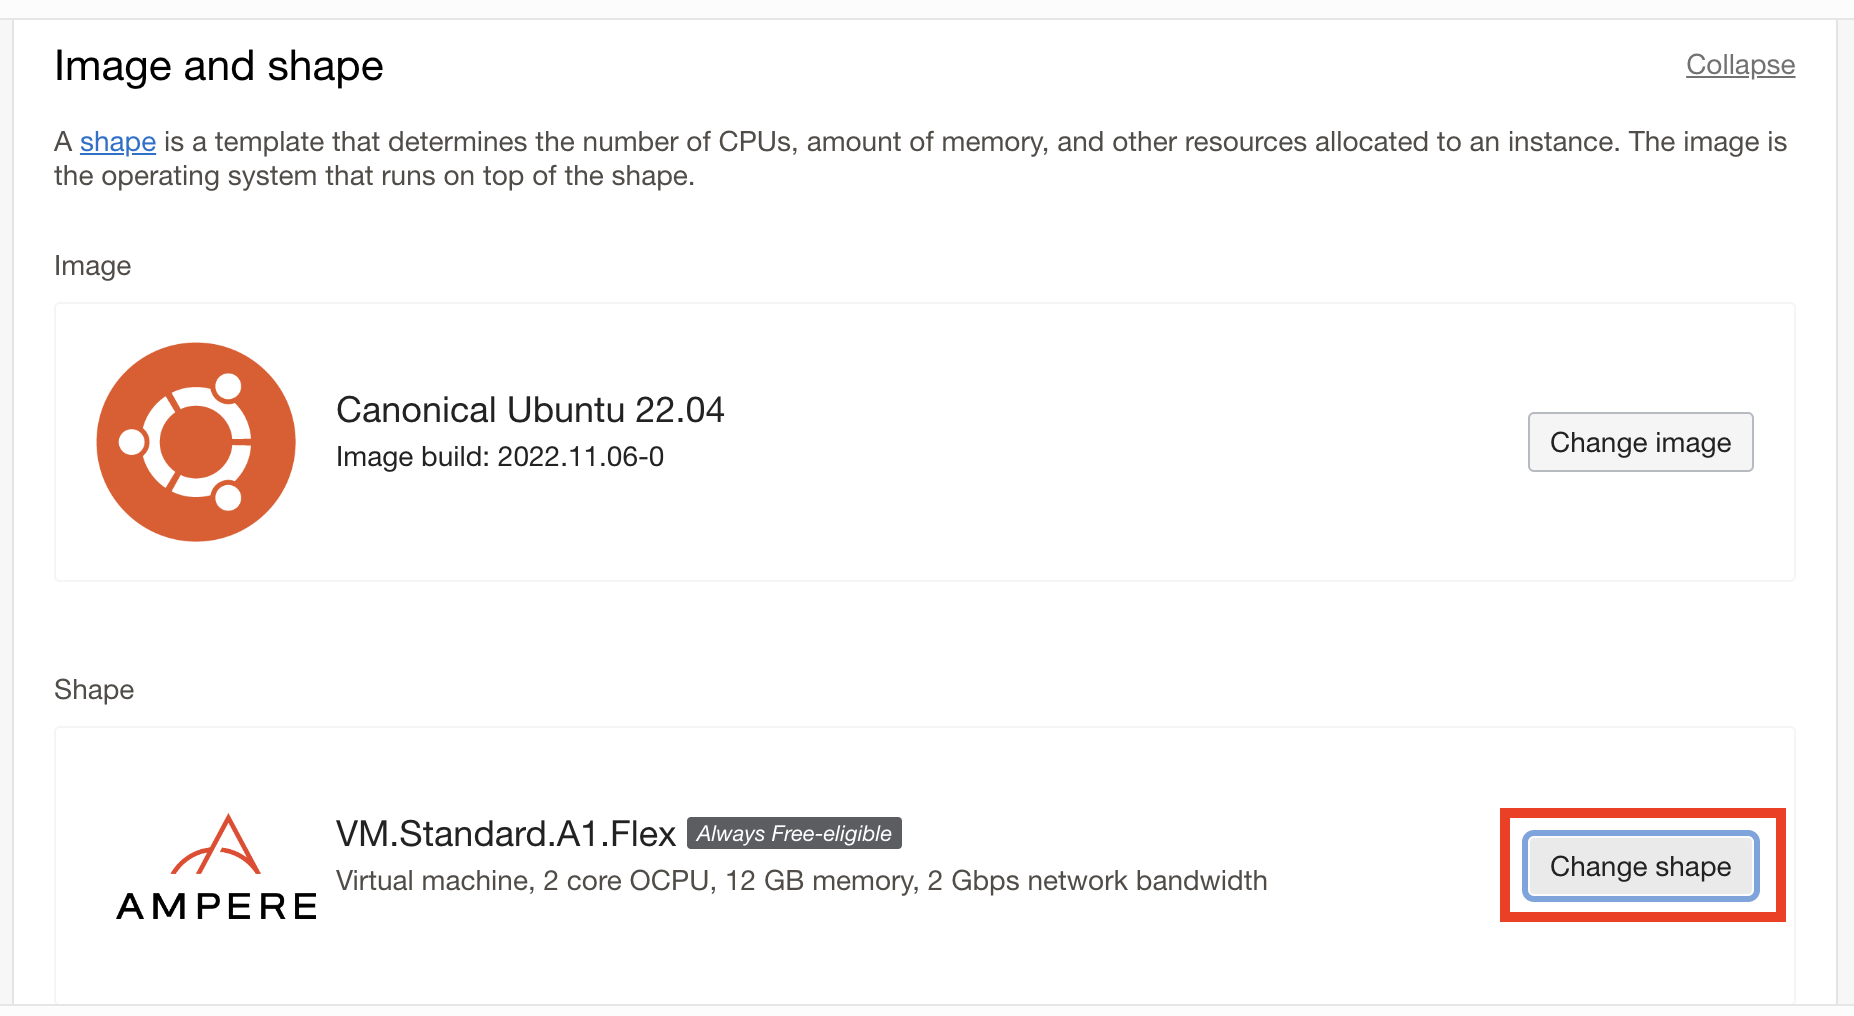 Image and shape
Collapse
A shape is a template that determines the number of CPUs, amount of memory, and other resources allocated to an instance. The image is
the operating system that runs on top of the shape.
Image
Canonical Ubuntu 22.04
Image build: 2022.11.06-0
Change image
Shape
VM.Standard.A1.Flex Always Free-eligible
Virtual machine, 2 core OCPU, 12 GB memory, 2 Gbps network bandwidth
AMPERE
Change shape